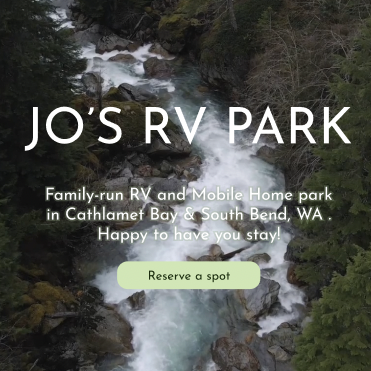 JO’S RV PARK
Family-run RV and Mobile Home park
in Cathlamet Bay & South Bend, WA .
Happy to have you stay!
Reserve a spot